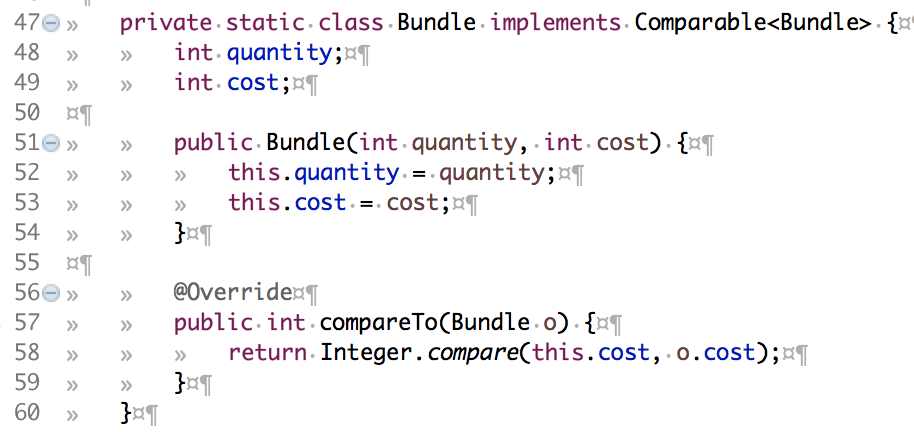 47 » private·static·class·Bundle·implements·Comparable<Bundle>·{¤
48 » » int·quantity;¤¶
49 » » int·cost;¤¶
50 ¤¶
51 » » public·Bundle(int·quantity,·int·cost)·{¤¶
52 » » » this.quantity·=·quantity;¤¶
53 » » » this.cost·=·cost;¤¶
54 » » }¤¶
55 ¤¶
56 » » @Override¤¶
57 » » public·int·compareTo(Bundle·o)·{¤¶
58 » » » return·Integer.compare(this.cost,·o.cost);¤¶
59 » » }¤¶
60 » }¤¶